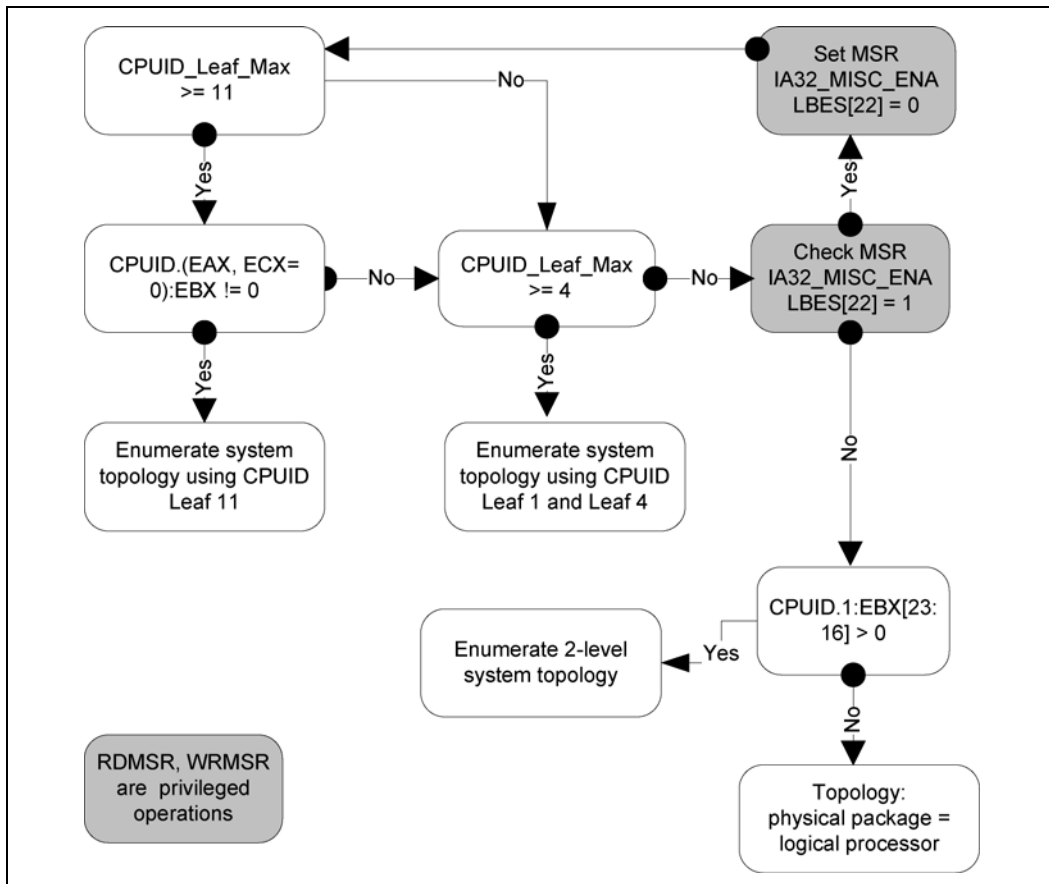 CPUID_Leaf_Max
>= 11
No
Set MSR
IA32_MISC_ENA
LBES[22] = 0
Yes
Yes
CPUID.(EAX, ECX=
0):EBX != 0
No
CPUID_Leaf_Max
>= 4
No
Check MSR
IA32_MISC_ENA
LBES[22] = 1
Yes
Yes
No
Enumerate system
topology using CPUID
Leaf 11
Enumerate system
topology using CPUID
Leaf 1 and Leaf 4
CPUID.1:EBX[23:
16] > 0
Yes
Enumerate 2-level
system topology
No
RDMSR, WRMSR
are privileged
operations
Topology:
physical package =
logical processor